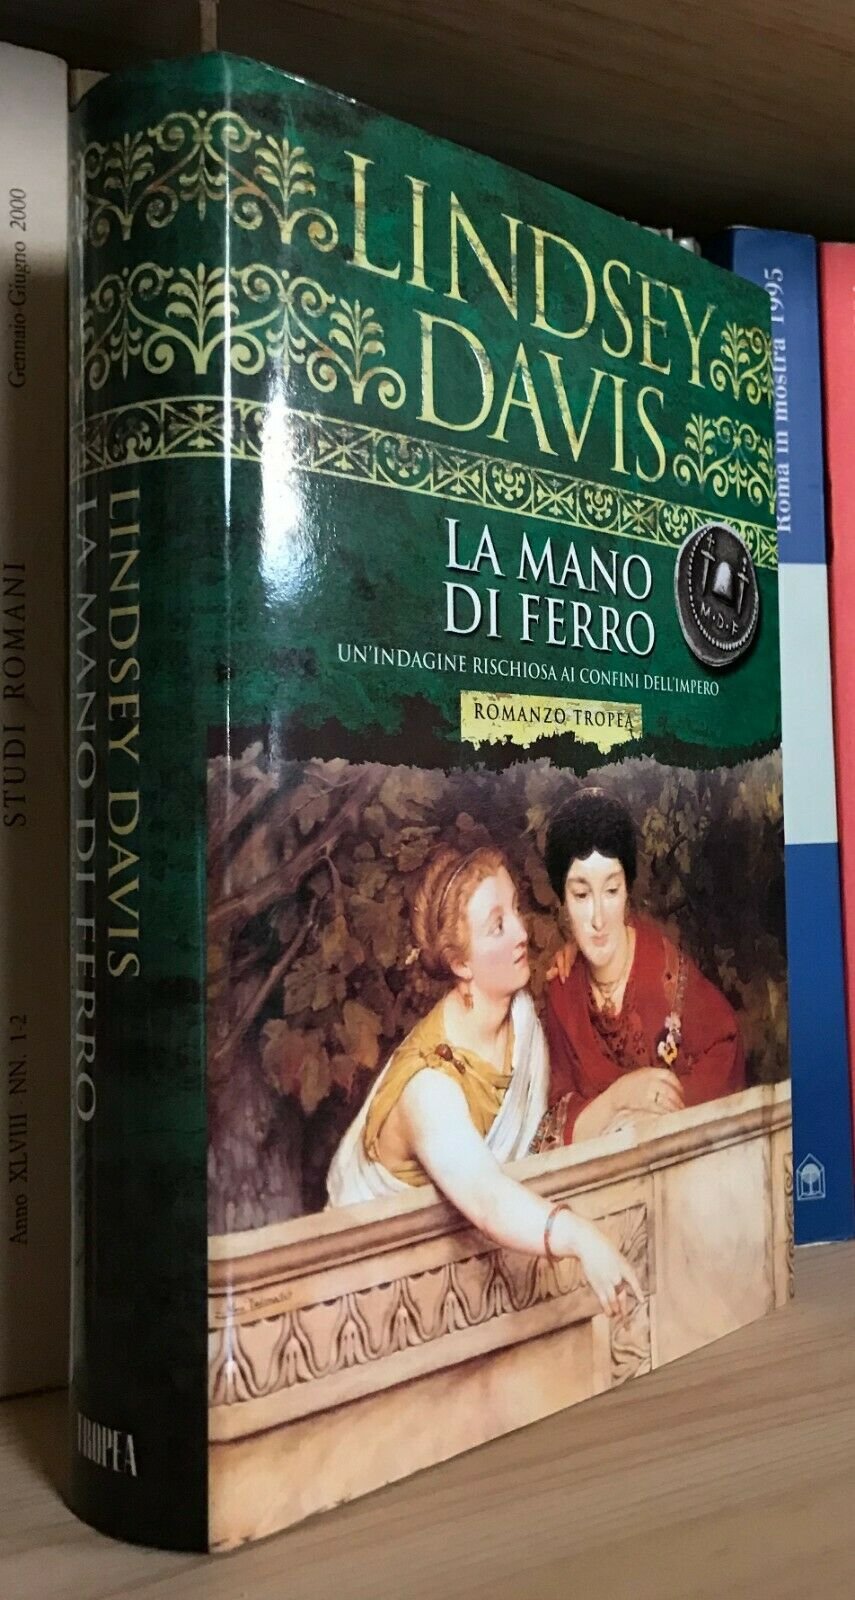 LINDSEY
DAVIS
LA MANO
DI FERRO
UN'INDAGINE RISCHIOSA AI CONFINI DELL'IMPERO
ROMANZO TROPEA
M·D·F
LINDSEY DAVIS
LA MANO DI FERRO
TROPEA
Gennaio-Giugno 2000
STUDI ROMANI
Anno XLVIII NN. 1-2
Roma in mostra 1995